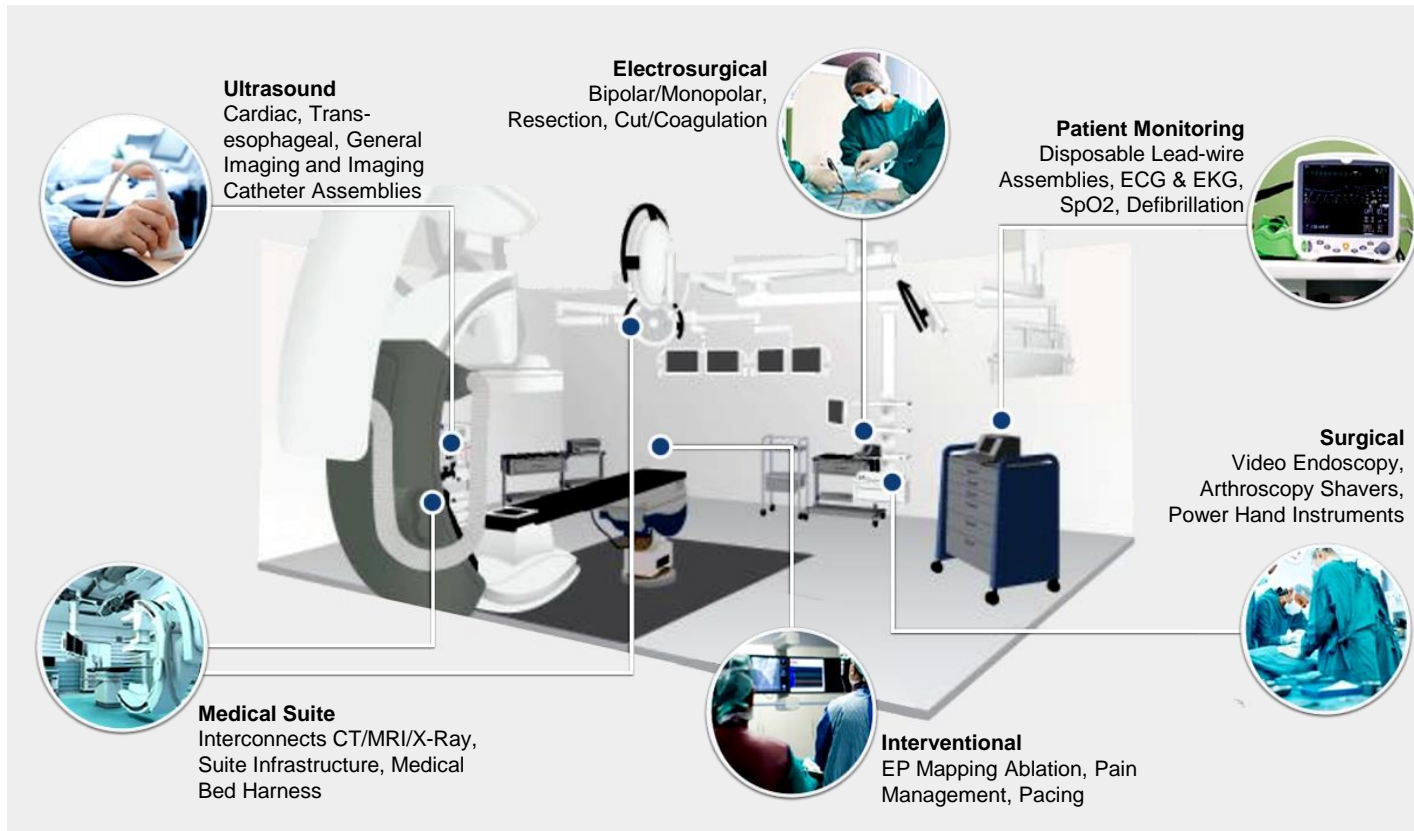 Ultrasound
Cardiac, Trans-
esophageal, General
Imaging and Imaging
Catheter Assemblies
Electrosurgical
Bipolar/Monopolar,
Resection, Cut/Coagulation
Patient Monitoring
Disposable Lead-wire
Assemblies, ECG & EKG,
SpO2, Defibrillation
Surgical
Video Endoscopy,
Arthroscopy Shavers,
Power Hand Instruments
Medical Suite
Interconnects CT/MRI/X-Ray,
Suite Infrastructure, Medical
Bed Harness
Interventional
EP Mapping Ablation, Pain
Management, Pacing